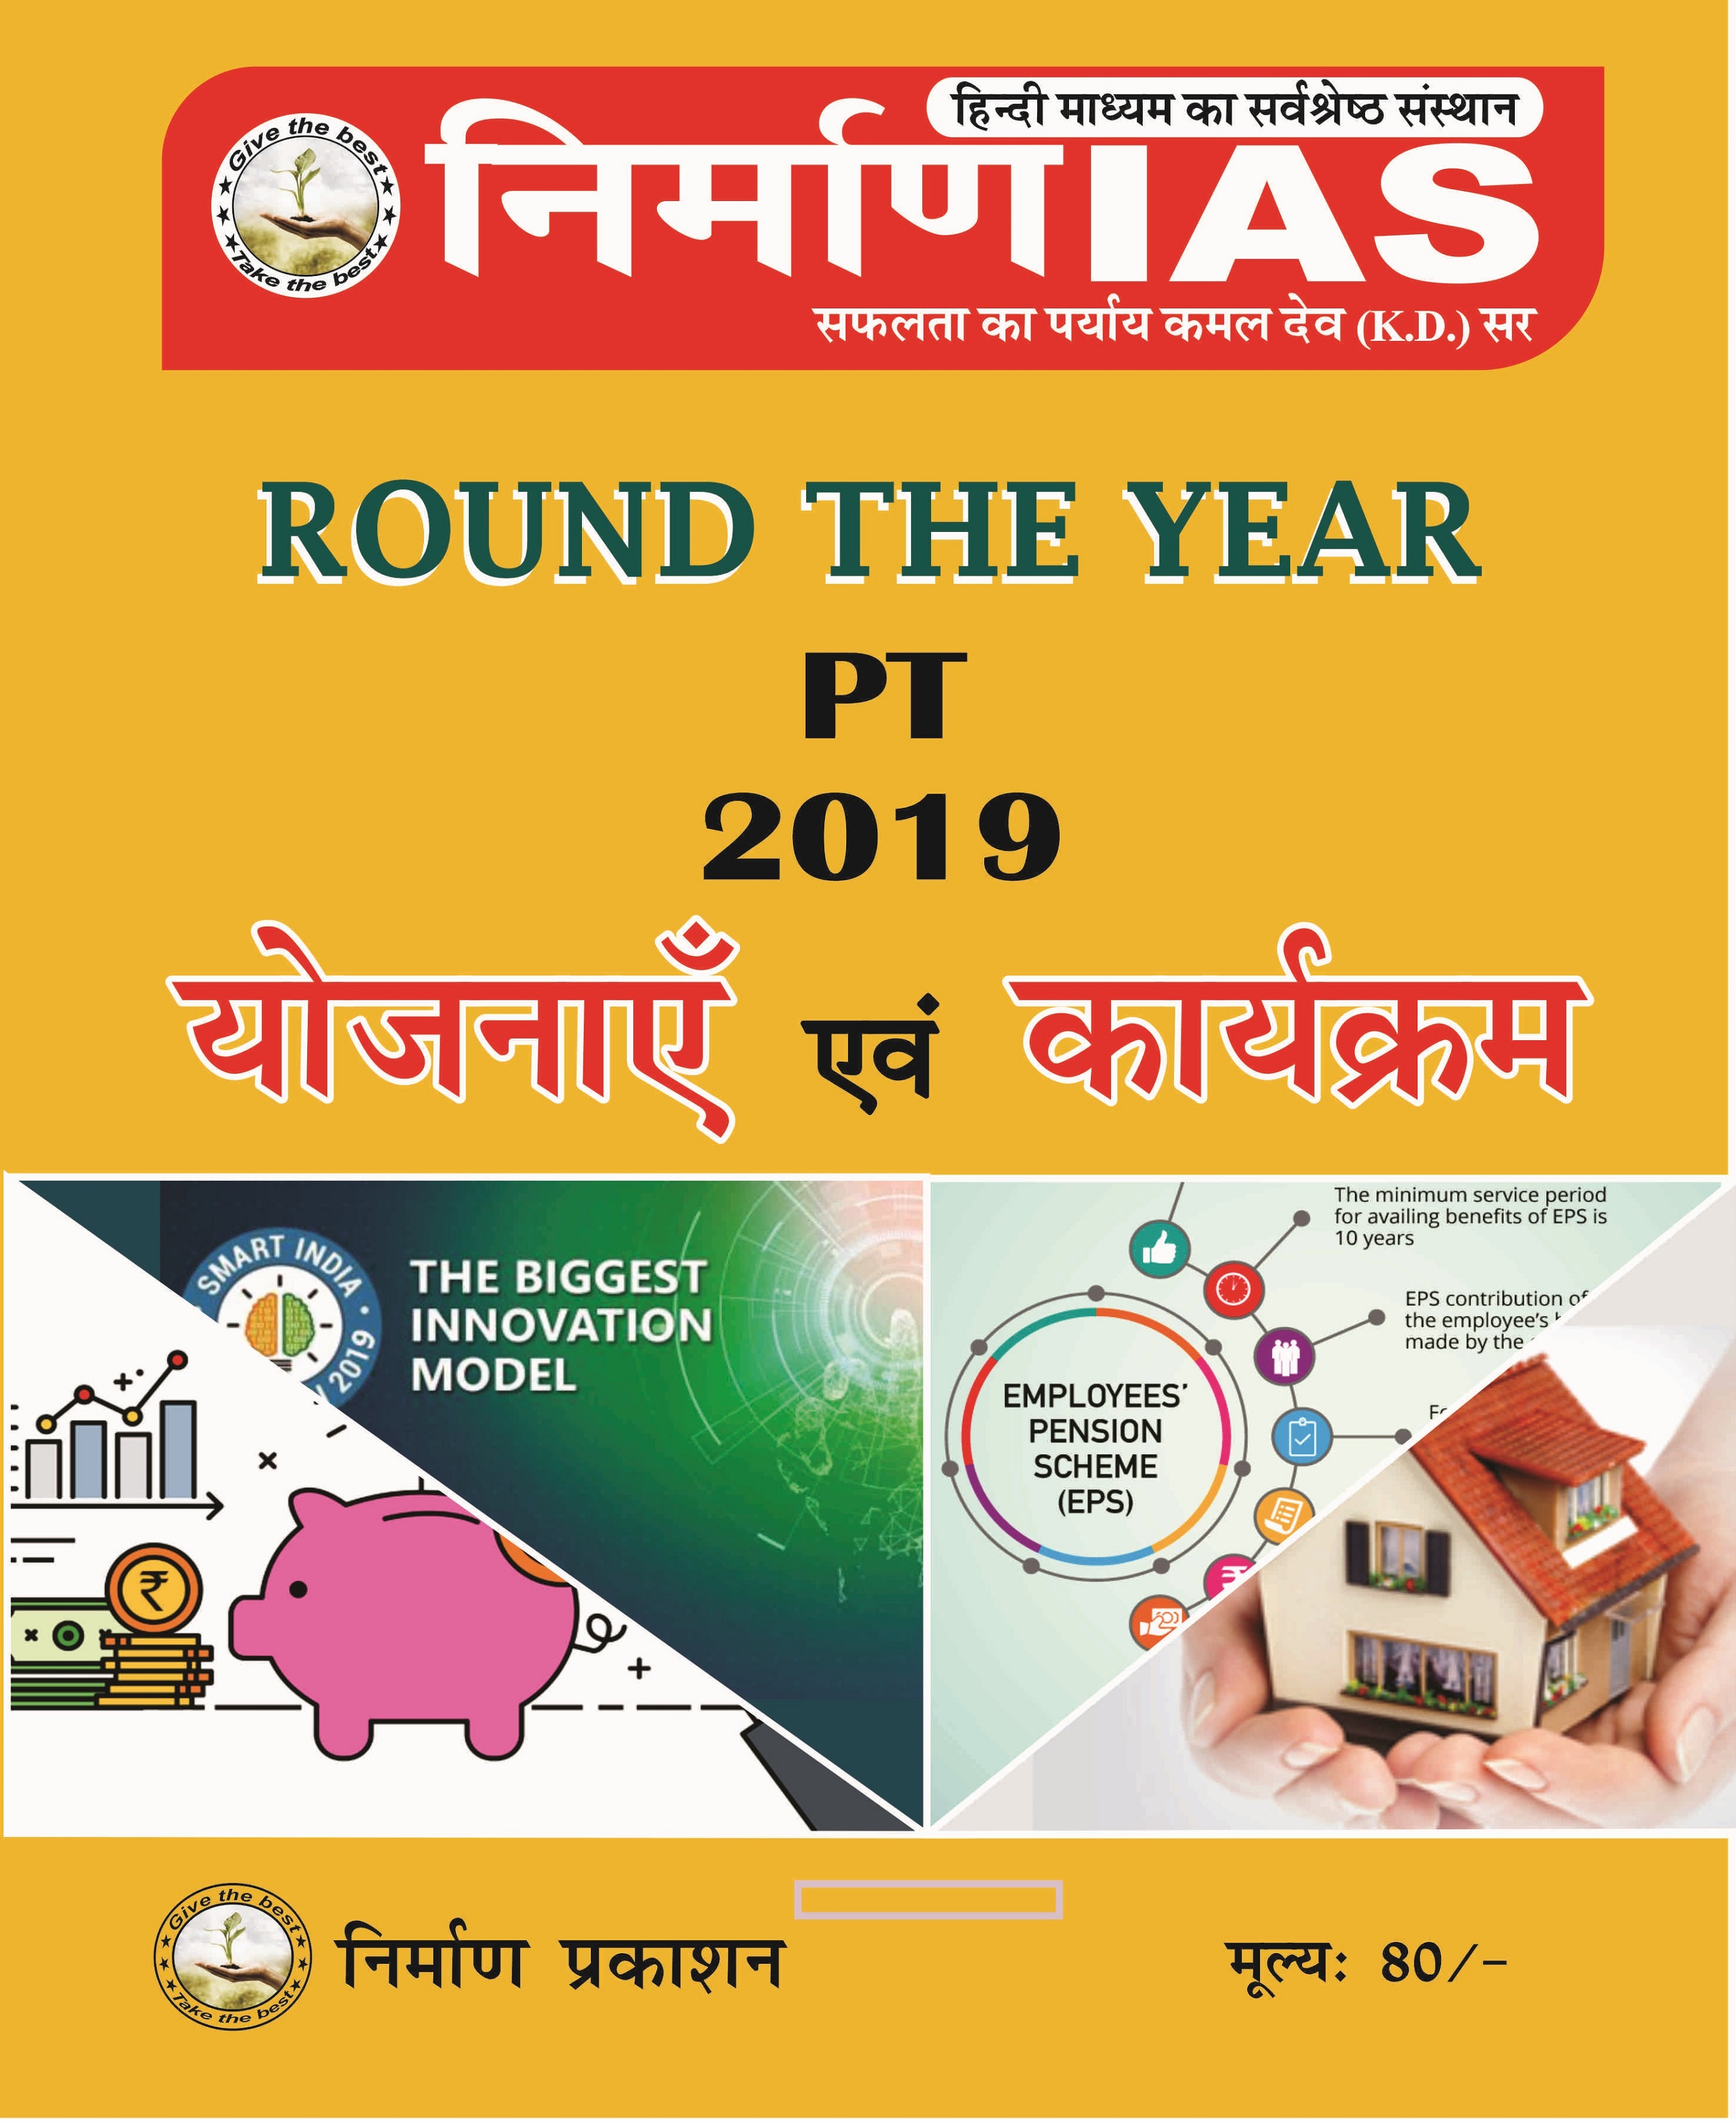 हिन्दी माध्यम का सर्वश्रेष्ठ संस्थान
Give the best
Take the best
निर्माण IAS
सफलता का पर्याय कमल देव (K.D.) सर
ROUND THE YEAR
PT
2019
योजनाएँ एवं कार्यक्रम
SMART INDIA
2019
THE BIGGEST
INNOVATION
MODEL
The minimum service period
for availing benefits of EPS is
10 years
EPS contribution of
the employee's
made by the
EMPLOYEES'
PENSION
SCHEME
(EPS)
₹
Give the best
Take the best
निर्माण प्रकाशन
मूल्यः 80/-